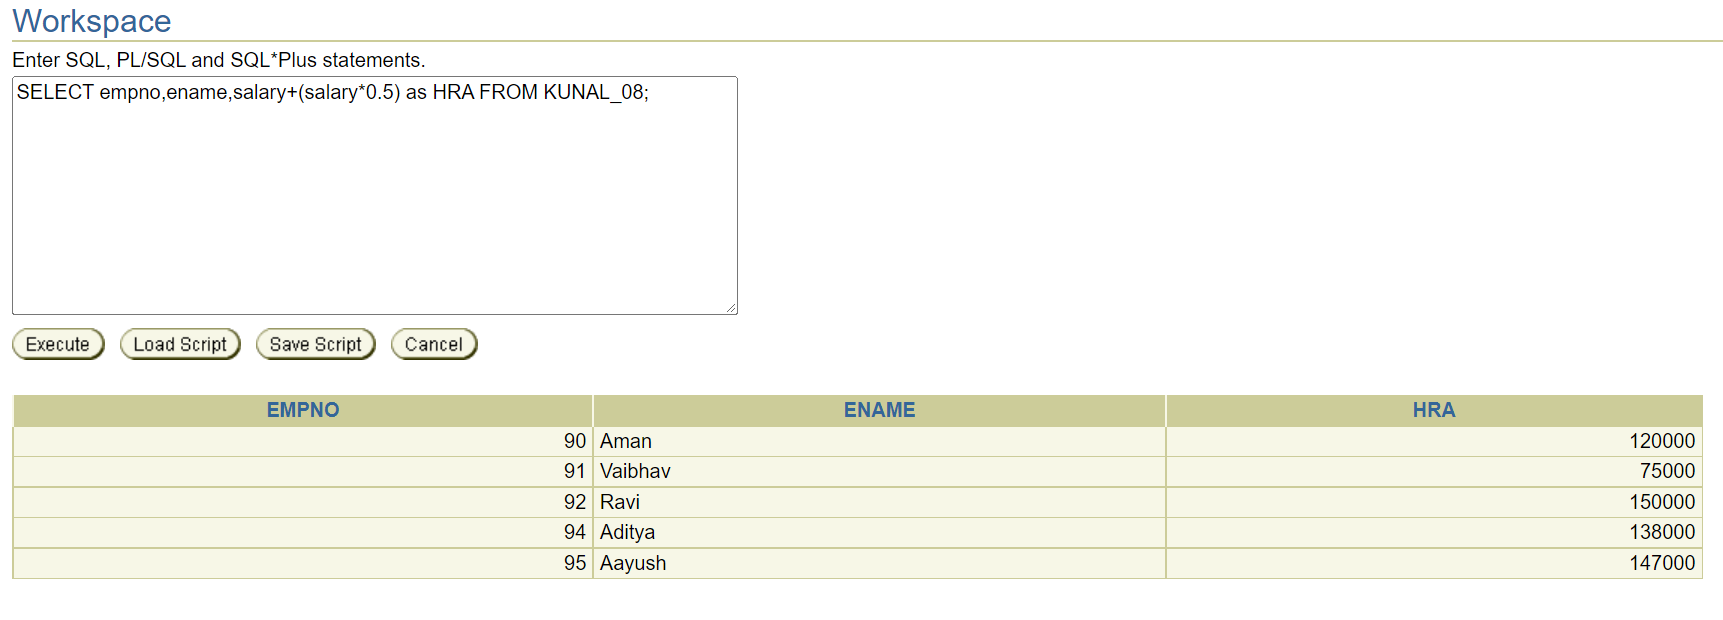 Workspace
Enter SQL, PL/SQL and SQL*Plus statements.
SELECT empno,ename,salary+(salary*0.5) as HRA FROM KUNAL_08;
Execute Load Script Save Script Cancel
EMPNO ENAME HRA
90 Aman 120000
91 Vaibhav 75000
92 Ravi 150000
94 Aditya 138000
95 Aayush 147000